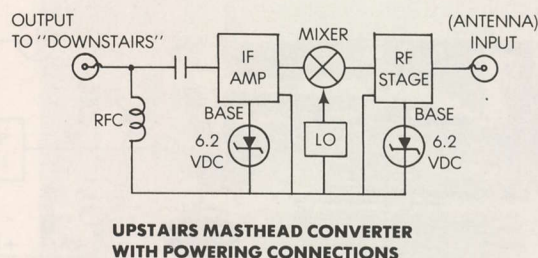 OUTPUT
TO "DOWNSTAIRS"
IF
AMP
MIXER
RF
STAGE
(ANTENNA)
INPUT
RFC
BASE
6.2
VDC
LO
BASE
6.2
VDC
UPSTAIRS MASTHEAD CONVERTER
WITH POWERING CONNECTIONS